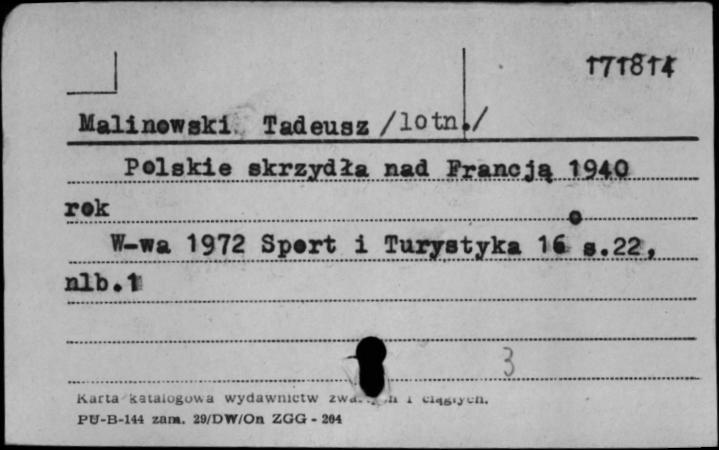 171814
Malinowski Tadeusz /lotn./
Polskie skrzydła nad Francją 1940
rok
W-wa 1972 Sport i Turystyka 16° s.22,
nlb.1
3
Karta katalogowa wydawnictw i ciągłych.
PU-B-144 zam. 29/DW/On ZGG - 204